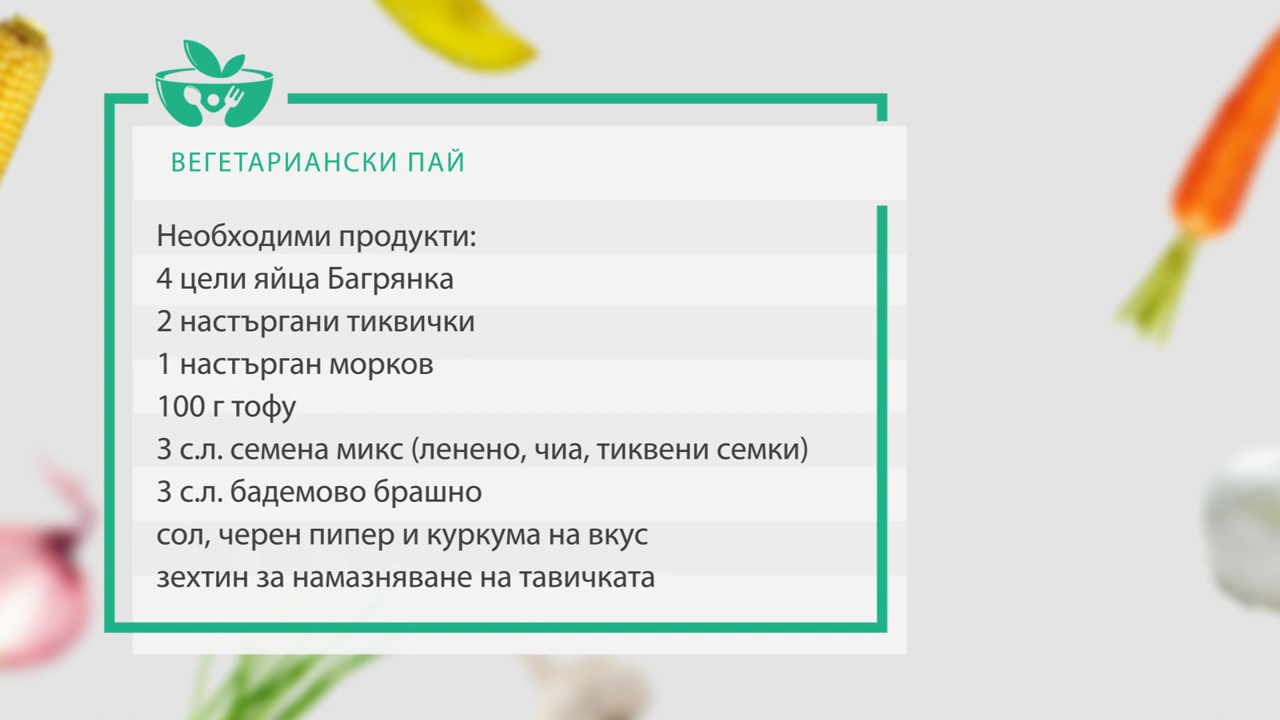 ВЕГЕТАРИАНСКИ ПАЙ
Необходими продукти:
4 цели яйца Багрянка
2 настъргани тиквички
1 настърган морков
100 г тофу
3 с.л. семена микс (ленено, чиа, тиквени семки)
3 с.л. бадемово брашно
сол, черен пипер и куркума на вкус
зехтин за намазняване на тавичката